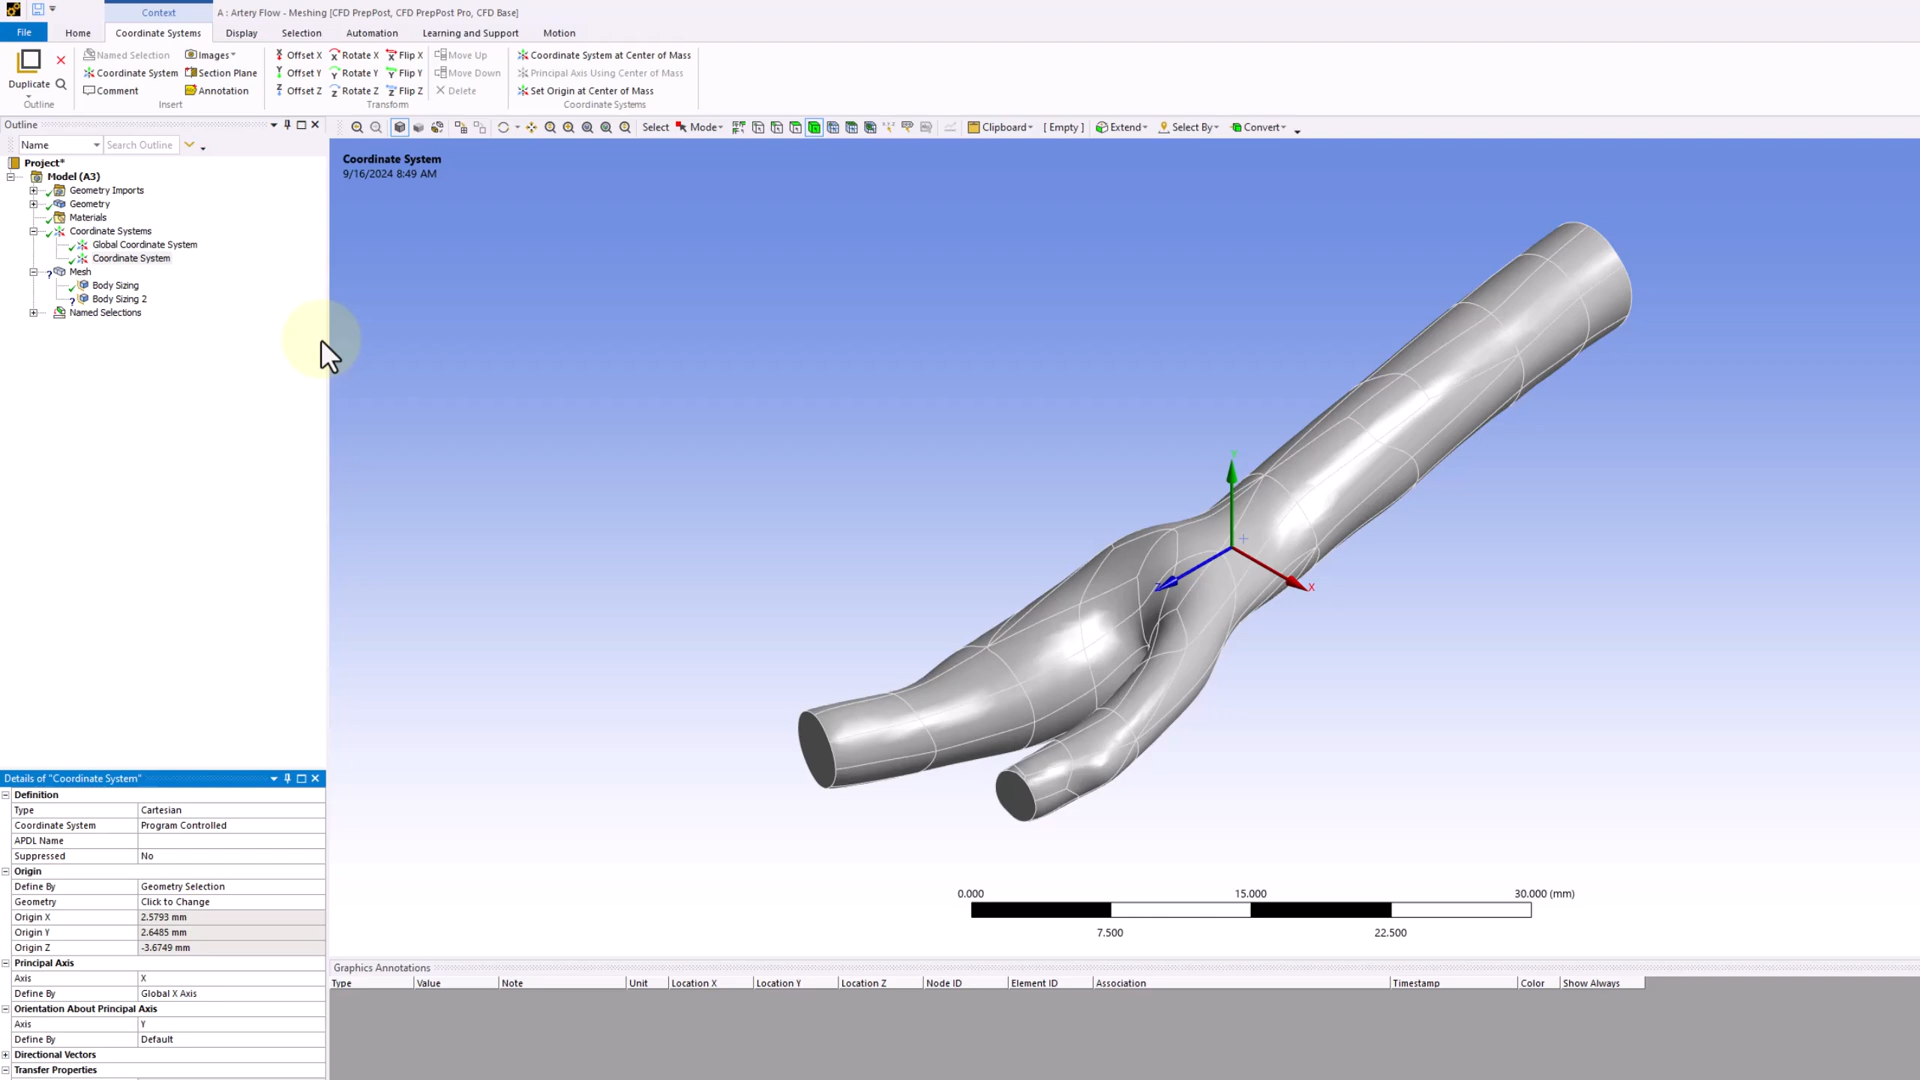 Context
A : Artery Flow - Meshing [CFD PrepPost, CFD PrepPost Pro, CFD Base]
File
Home
Coordinate Systems
Display
Selection
Automation
Learning and Support
Motion
Duplicate
Outline
Named Selection
Images
Coordinate System
Section Plane
Comment
Annotation
Insert
Offset X
Rotate X
Flip X
Offset Y
Rotate Y
Flip Y
Offset Z
Rotate Z
Flip Z
Transform
Move Up
Move Down
Delete
Coordinate System at Center of Mass
Principal Axis Using Center of Mass
Set Origin at Center of Mass
Coordinate Systems
Outline
Select
Mode
Clipboard
[ Empty ]
Extend
Select By
Convert
Name
Search Outline
Project*
Model (A3)
Geometry Imports
Geometry
Materials
Coordinate Systems
Global Coordinate System
Coordinate System
Mesh
Body Sizing
Body Sizing 2
Named Selections
Coordinate System
9/16/2024 8:49 AM
Y
X
Z
0.000
15.000
30.000 (mm)
7.500
22.500
Details of "Coordinate System"
Definition
Type Cartesian
Coordinate System Program Controlled
APDL Name
Suppressed No
Origin
Define By Geometry Selection
Geometry Click to Change
Origin X 2.5793 mm
Origin Y 2.6485 mm
Origin Z -3.6749 mm
Principal Axis
Axis X
Define By Global X Axis
Orientation About Principal Axis
Axis Y
Define By Default
Directional Vectors
Transfer Properties
Graphics Annotations
Type Value Note Unit Location X Location Y Location Z Node ID Element ID Association Timestamp Color Show Always